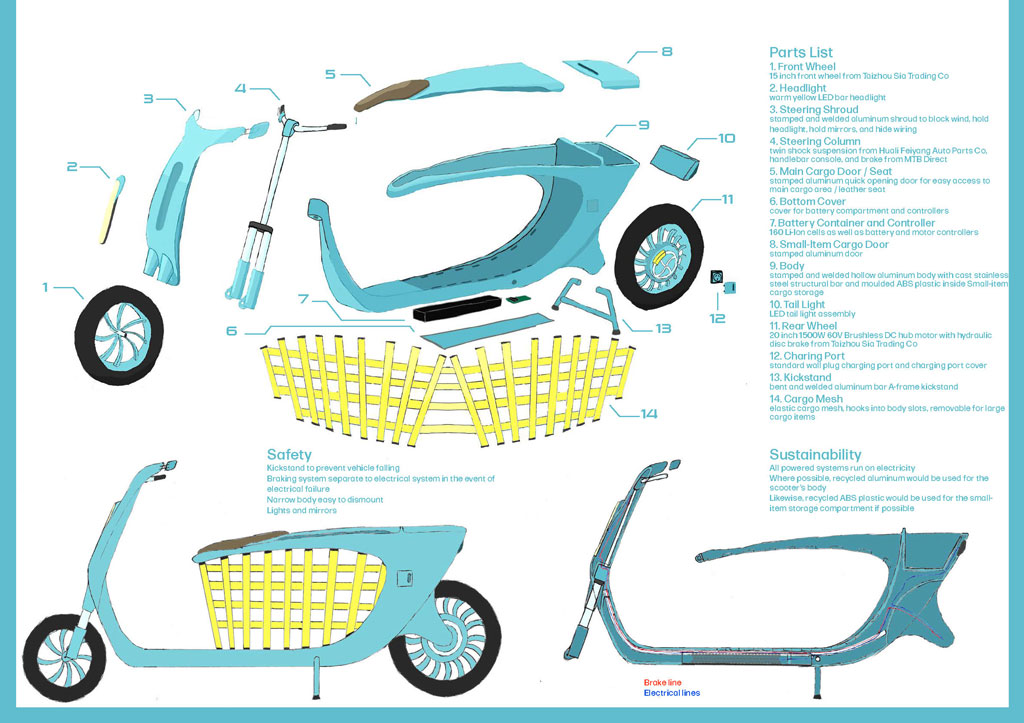 1
2
3
4
5
6
7
8
9
10
11
12
13
14
Parts List
1. Front Wheel
15 inch front wheel from Taizhou Sia Trading Co
2. Headlight
warm yellow LED bar headlight
3. Steering Shroud
stamped and welded aluminum shroud to block wind, hold
headlight, hold mirrors, and hide wiring
4. Steering Column
twin shock suspension from Huali Feiyang Auto Parts Co,
handlebar console, and brake from MTB Direct
5. Main Cargo Door / Seat
stamped aluminum quick opening door for easy access to
main cargo area / leather seat
6. Bottom Cover
cover for battery compartment and controllers
7. Battery Container and Controller
160 Li-Ion cells as well as battery and motor controllers
8. Small-Item Cargo Door
stamped aluminum door
9. Body
stamped and welded hollow aluminum body with cast stainless
steel structural bar and moulded ABS plastic inside Small-item
cargo storage
10. Tail Light
LED tail light assembly
11. Rear Wheel
20 inch 1500W 60V Brushless DC hub motor with hydraulic
disc brake from Taizhou Sia Trading Co
12. Charing Port
standard wall plug charging port and charging port cover
13. Kickstand
bent and welded aluminum bar A-frame kickstand
14. Cargo Mesh
elastic cargo mesh, hooks into body slots, removable for large
cargo items
Safety
Kickstand to prevent vehicle falling
Braking system separate to electrical system in the event of
electrical failure
Narrow body easy to dismount
Lights and mirrors
Sustainability
All powered systems run on electricity
Where possible, recycled aluminum would be used for the
scooter's body
Likewise, recycled ABS plastic would be used for the small-
item storage compartment if possible
Brake line
Electrical lines